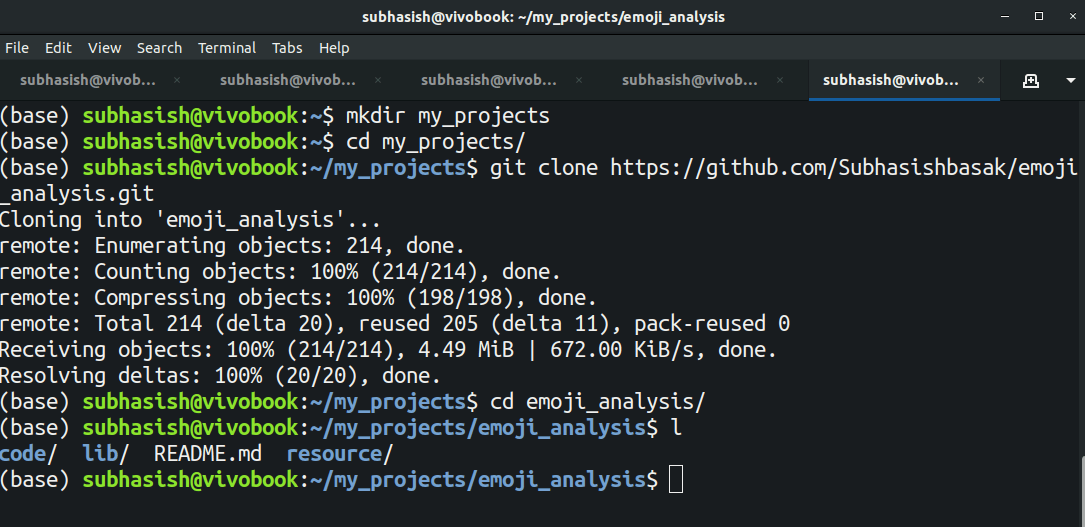 subhasish@vivobook: ~/my_projects/emoji_analysis
File Edit View Search Terminal Tabs Help
subhasish@vivob... × subhasish@vivob... × subhasish@vivob... × subhasish@vivob... × subhasish@vivob... ×
(base) subhasish@vivobook:~$ mkdir my_projects
(base) subhasish@vivobook:~$ cd my_projects/
(base) subhasish@vivobook:~/my_projects$ git clone https://github.com/Subhasishbasak/emoji
_analysis.git
Cloning into 'emoji_analysis'...
remote: Enumerating objects: 214, done.
remote: Counting objects: 100% (214/214), done.
remote: Compressing objects: 100% (198/198), done.
remote: Total 214 (delta 20), reused 205 (delta 11), pack-reused 0
Receiving objects: 100% (214/214), 4.49 MiB | 672.00 KiB/s, done.
Resolving deltas: 100% (20/20), done.
(base) subhasish@vivobook:~/my_projects$ cd emoji_analysis/
(base) subhasish@vivobook:~/my_projects/emoji_analysis$ l
code/ lib/ README.md resource/
(base) subhasish@vivobook:~/my_projects/emoji_analysis$